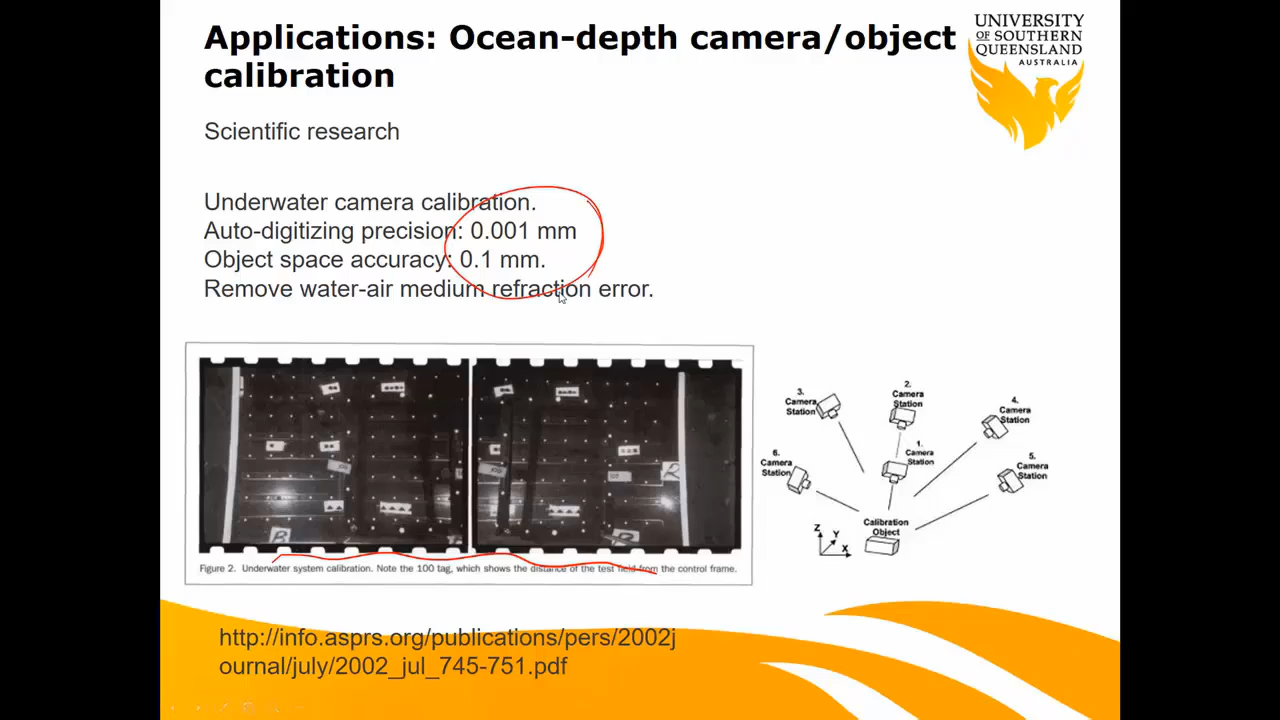 Applications: Ocean-depth camera/object
calibration
UNIVERSITY
OF SOUTHERN
QUEENSLAND
AUSTRALIA
Scientific research
Underwater camera calibration.
Auto-digitizing precision: 0.001 mm
Object space accuracy: 0.1 mm.
Remove water-air medium refraction error.
Figure 2. Underwater system calibration. Note the 100 tag, which shows the distance of the test field from the control frame.
3.
Camera
Station
2.
Camera
Station
4.
Camera
Station
1.
Camera
Station
6.
Camera
Station
5.
Camera
Station
Calibration
Object
Z
Y
X
R
B
R
http://info.asprs.org/publications/pers/2002j
ournal/july/2002_jul_745-751.pdf